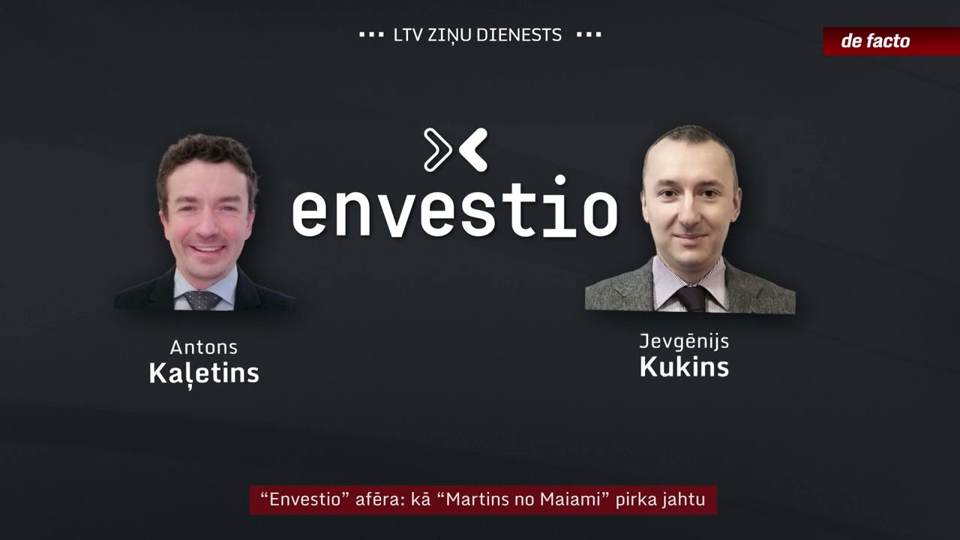 LTV ZIŅU DIENESTS
de facto
envestio
Antons
Kaļetins
Jevgēnijs
Kukins
“Envestio” afēra: kā “Martins no Maiami” pirka jahtu